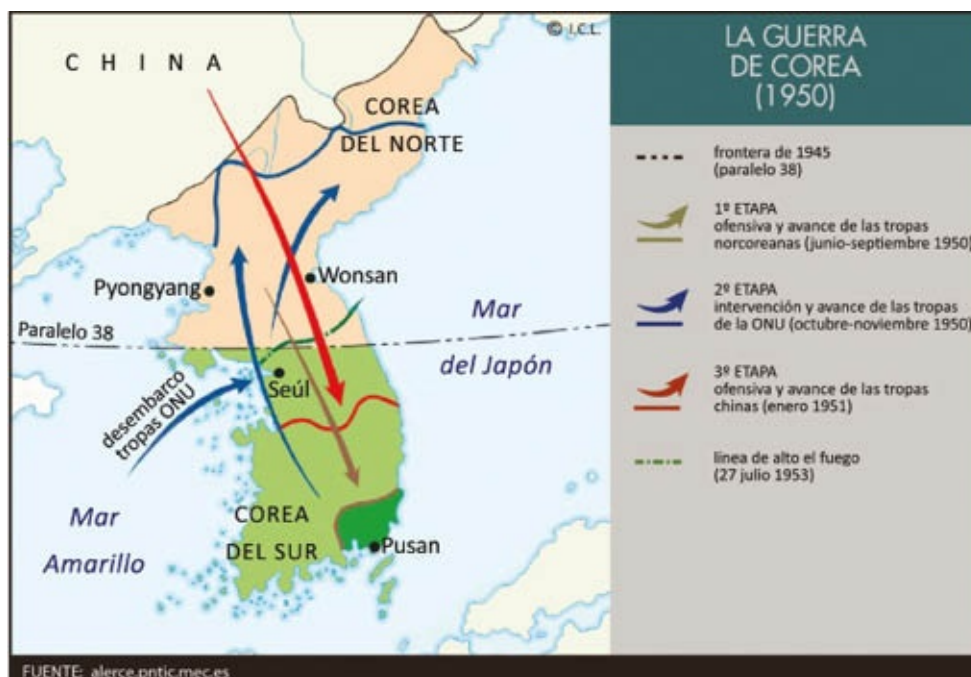 © I.C.L.
C H I N A
COREA
DEL NORTE
Pyongyang
Wonsan
Paralelo 38
Mar
del Japón
Seúl
desembarco
tropas ONU
Mar
Amarillo
COREA
DEL SUR
Pusan
LA GUERRA
DE COREA
(1950)
frontera de 1945
(paralelo 38)
1º ETAPA
ofensiva y avance de las tropas
norcoreanas (junio-septiembre 1950)
2º ETAPA
intervención y avance de las tropas
de la ONU (octubre-noviembre 1950)
3º ETAPA
ofensiva y avance de las tropas
chinas (enero 1951)
línea de alto el fuego
(27 julio 1953)
FUENTE: alerce.pntic.mec.es